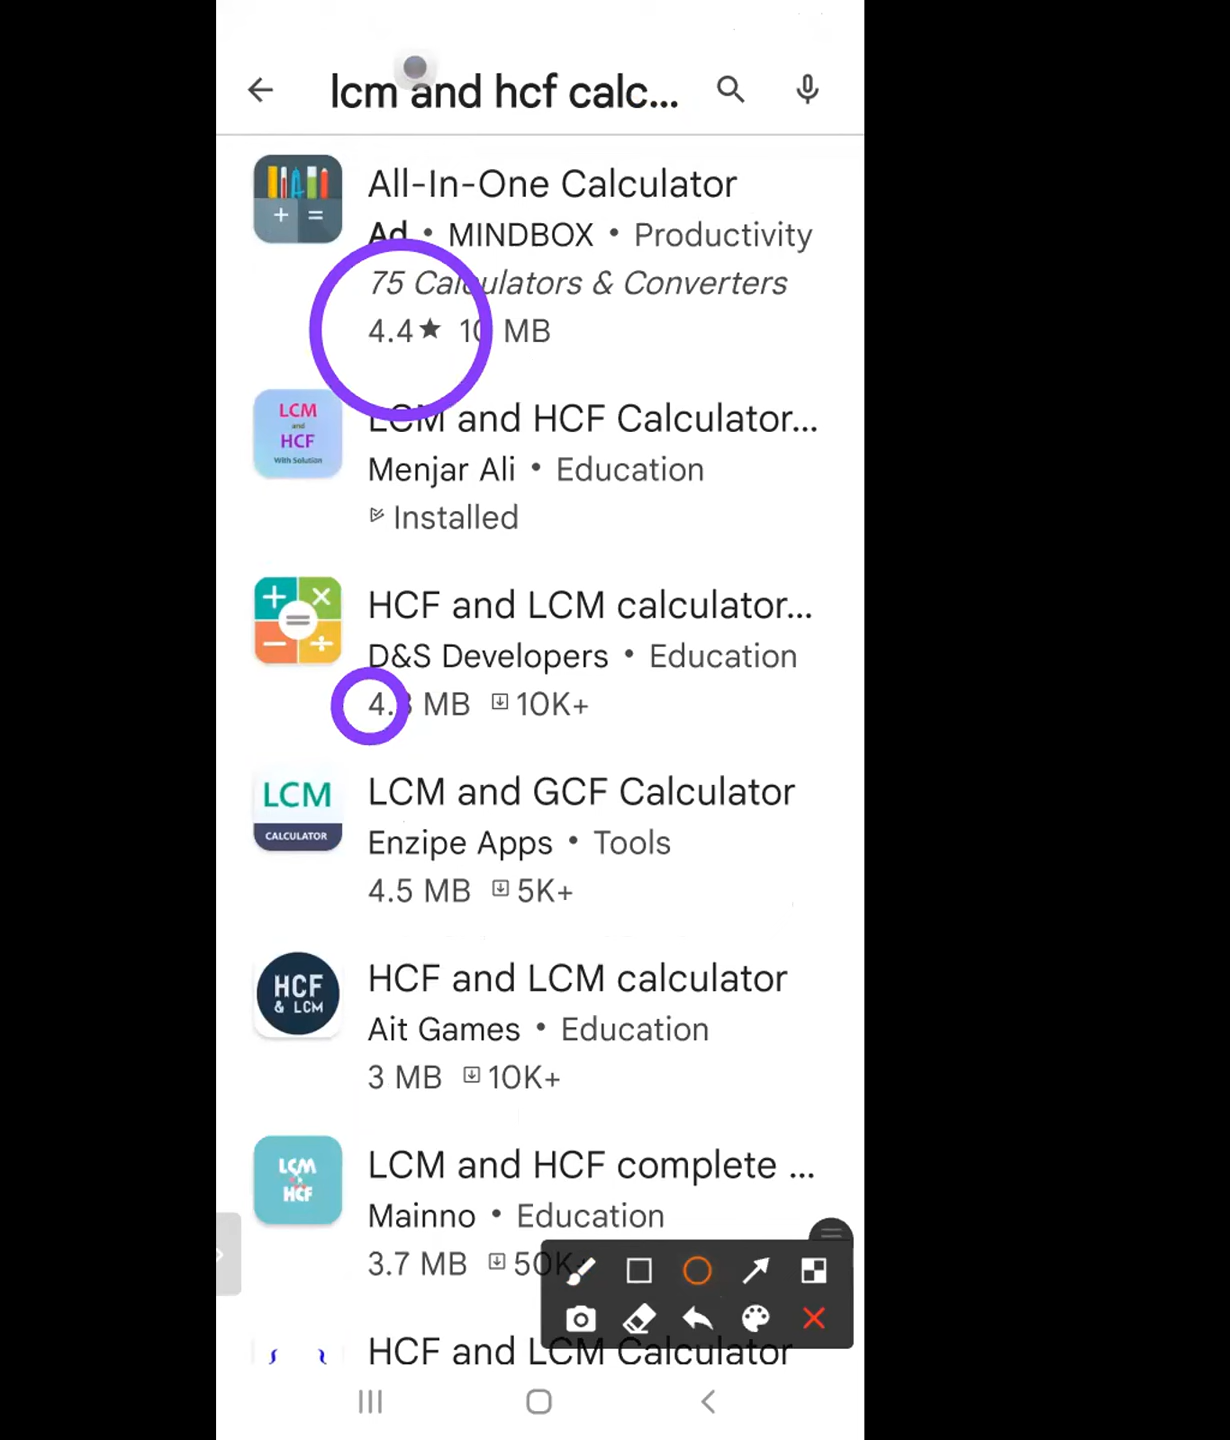 lcm and hcf calc...
All-In-One Calculator
Ad • MINDBOX • Productivity
75 Calculators & Converters
4.4★ 10 MB
LCM
and
HCF
With Solution
LCM and HCF Calculator...
Menjar Ali • Education
Installed
HCF and LCM calculator...
D&S Developers • Education
MB 10K+
LCM
CALCULATOR
LCM and GCF Calculator
Enzipe Apps • Tools
4.5 MB 5K+
HCF
& LCM
HCF and LCM calculator
Ait Games • Education
3 MB 10K+
LCM
HCF
LCM and HCF complete ...
Mainno • Education
3.7 MB 50K+
HCF and LCM Calculator